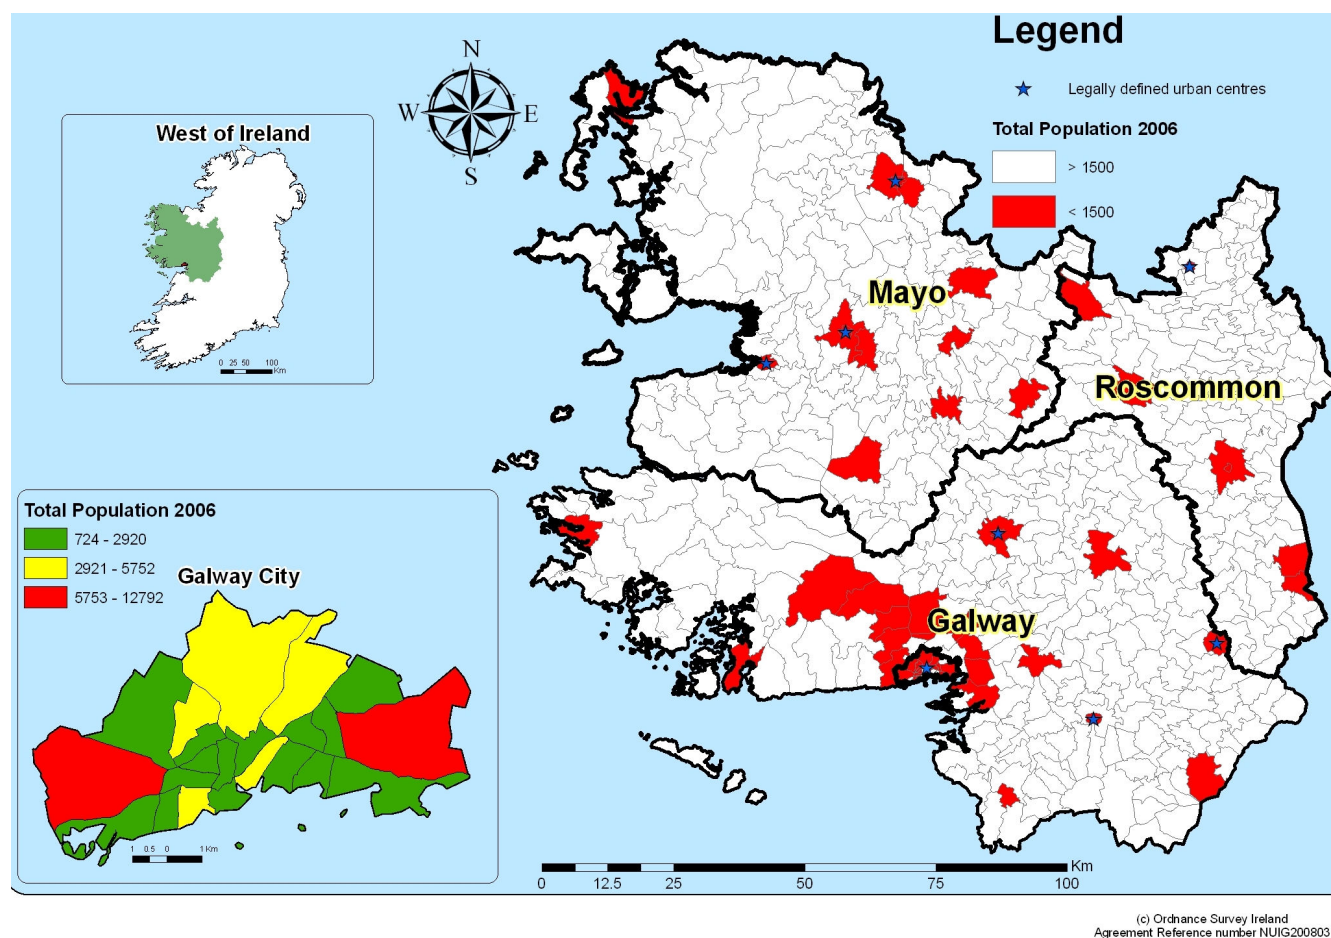 Legend
Legally defined urban centres
Total Population 2006
> 1500
< 1500
N
W
E
S
West of Ireland
0 25 50 100
Km
Mayo
Roscommon
Galway
Total Population 2006
724 - 2920
2921 - 5752
5753 - 12792
Galway City
1 0.5 0 1 Km
Km
0 12.5 25 50 75 100
(c) Ordnance Survey Ireland
Agreement Reference number NUIG200803